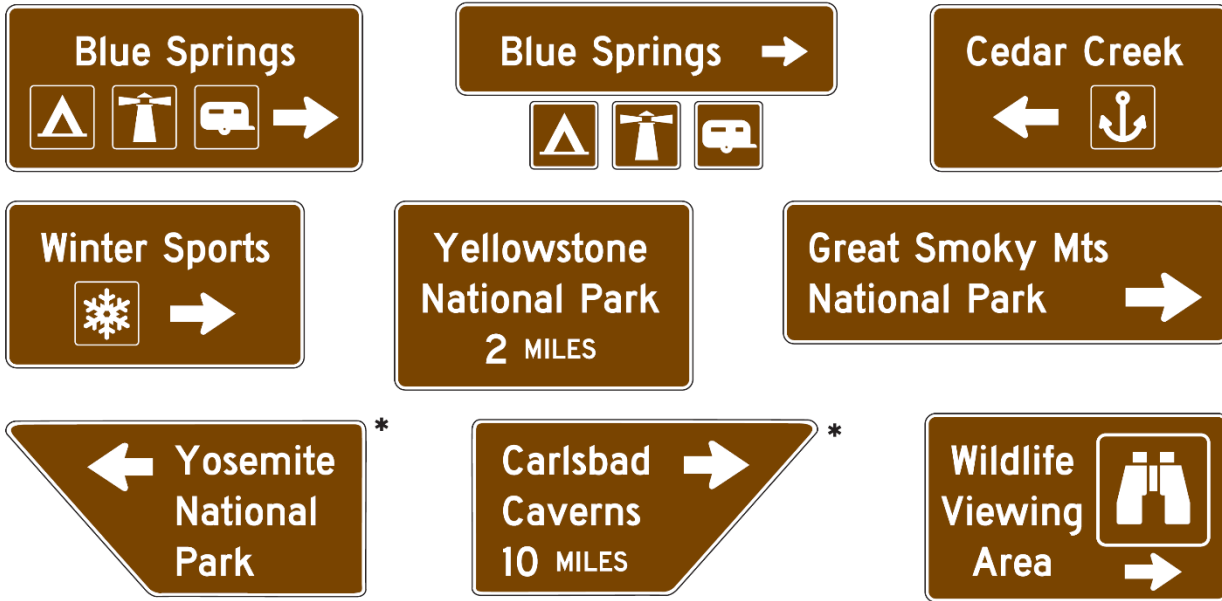 Blue Springs
Blue Springs
Cedar Creek
Winter Sports
Yellowstone
National Park
2 MILES
Great Smoky Mts
National Park
*
Yosemite
National
Park
*
Carlsbad
Caverns
10 MILES
Wildlife
Viewing
Area